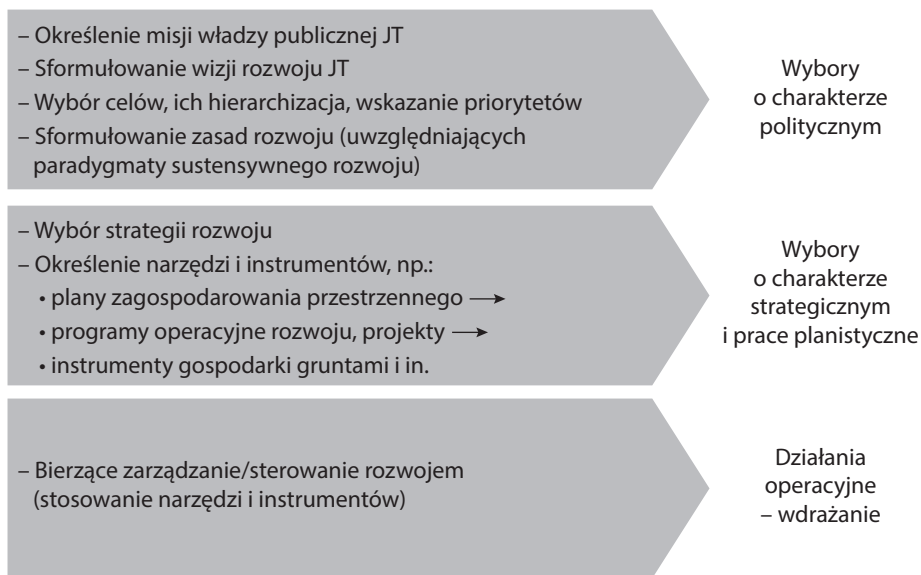 – Określenie misji władzy publicznej JT
– Sformułowanie wizji rozwoju JT
– Wybór celów, ich hierarchizacja, wskazanie priorytetów
– Sformułowanie zasad rozwoju (uwzględniających
paradygmaty sustensywnego rozwoju)
Wybory
o charakterze
politycznym
– Wybór strategii rozwoju
– Określenie narzędzi i instrumentów, np.:
• plany zagospodarowania przestrzennego →
• programy operacyjne rozwoju, projekty →
• instrumenty gospodarki gruntami i in.
Wybory
o charakterze
strategicznym
i prace planistyczne
– Bierzące zarządzanie/sterowanie rozwojem
(stosowanie narzędzi i instrumentów)
Działania
operacyjne
– wdrażanie